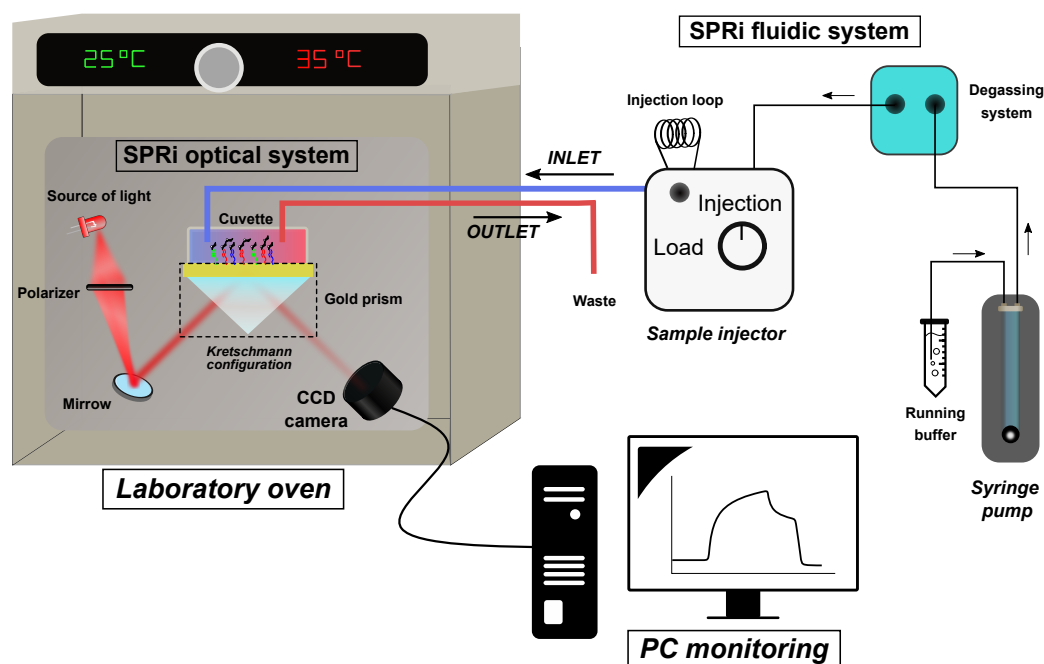 SPRi fluidic system
25°C
35°C
Degassing
system
Injection loop
SPRi optical system
INLET
Source of light
Injection
Cuvette
OUTLET
Load
Polarizer
Gold prism
Waste
Sample injector
Kretschmann
configuration
Mirrow
CCD
camera
Running
buffer
Laboratory oven
Syringe
pump
PC monitoring